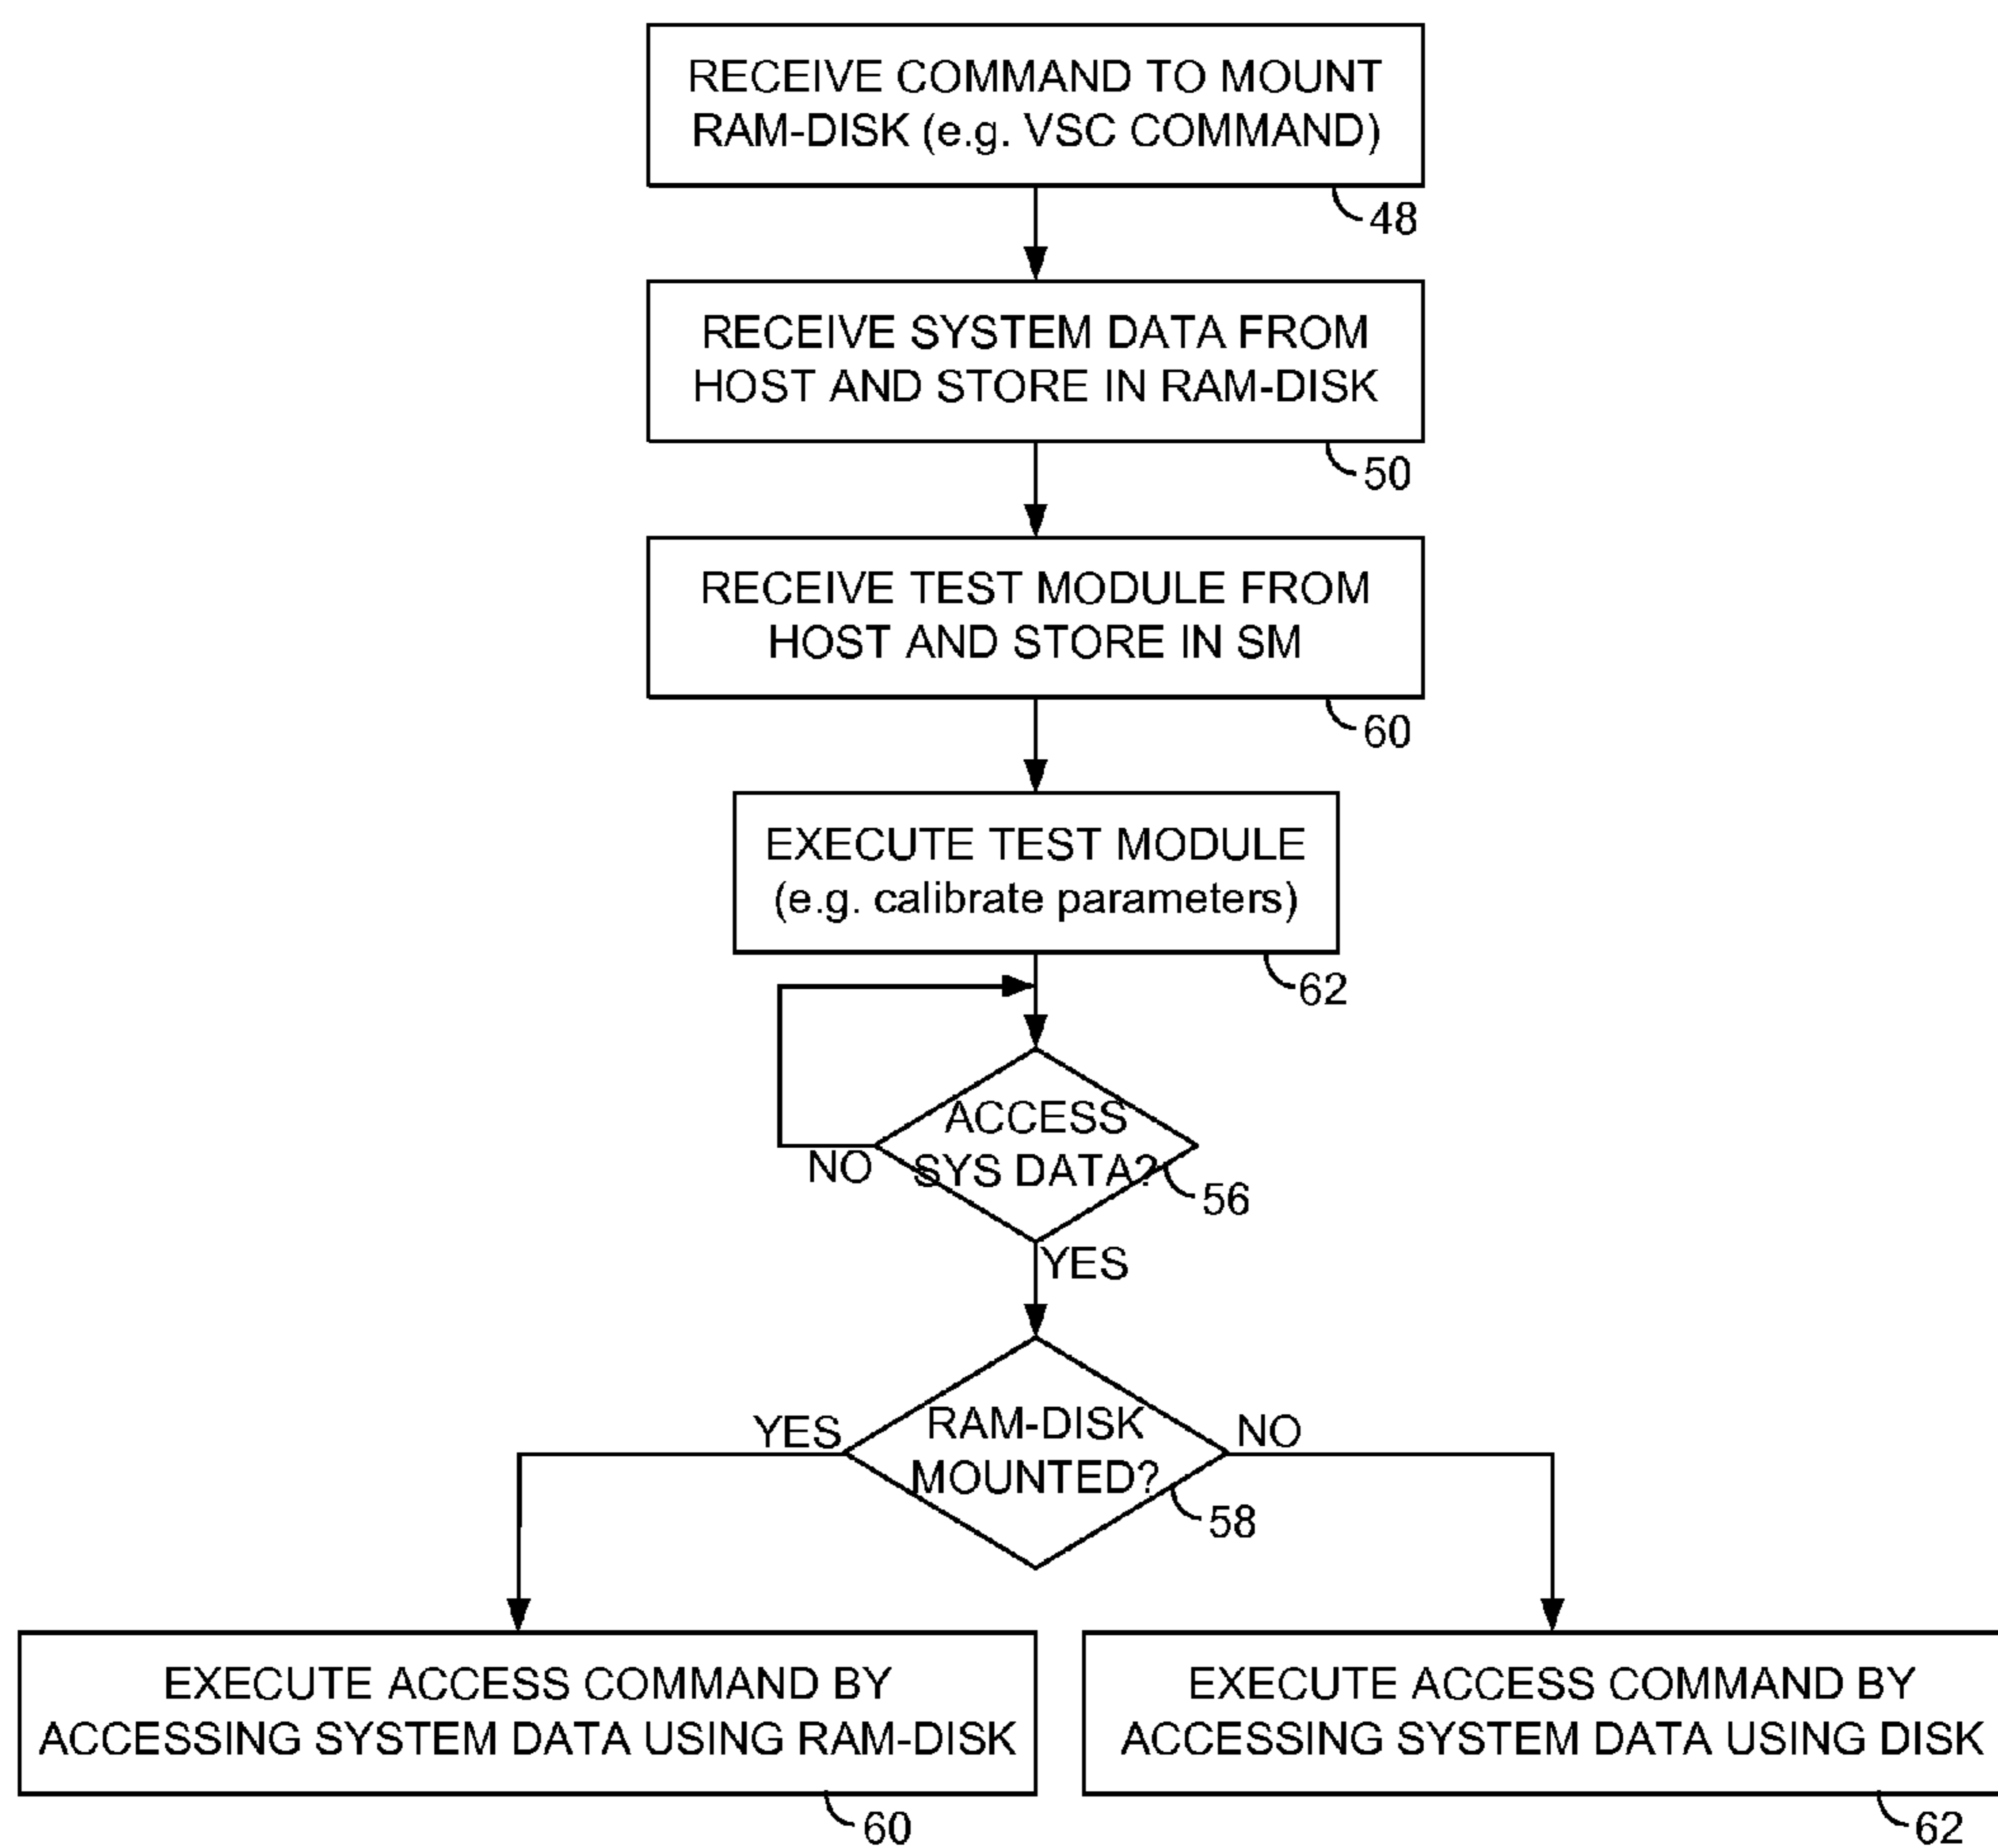 RECEIVE COMMAND TO MOUNT
RAM-DISK (e.g. VSC COMMAND)
48
RECEIVE SYSTEM DATA FROM
HOST AND STORE IN RAM-DISK
50
RECEIVE TEST MODULE FROM
HOST AND STORE IN SM
60
EXECUTE TEST MODULE
(e.g. calibrate parameters)
62
ACCESS
SYS DATA?
NO
56
YES
RAM-DISK
MOUNTED?
YES
NO
58
EXECUTE ACCESS COMMAND BY
ACCESSING SYSTEM DATA USING RAM-DISK
60
EXECUTE ACCESS COMMAND BY
ACCESSING SYSTEM DATA USING DISK
62